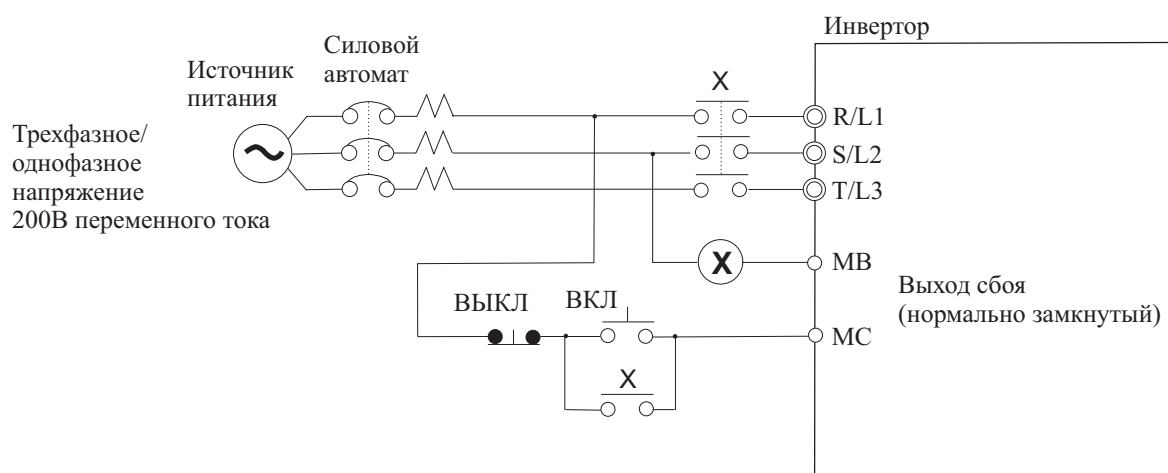 Инвертор
Силовой
автомат
Источник
питания
Трехфазное/
однофазное
напряжение
200В переменного тока
X
R/L1
S/L2
T/L3
X
MB
Выход сбоя
(нормально замкнутый)
ВЫКЛ
ВКЛ
MC
X